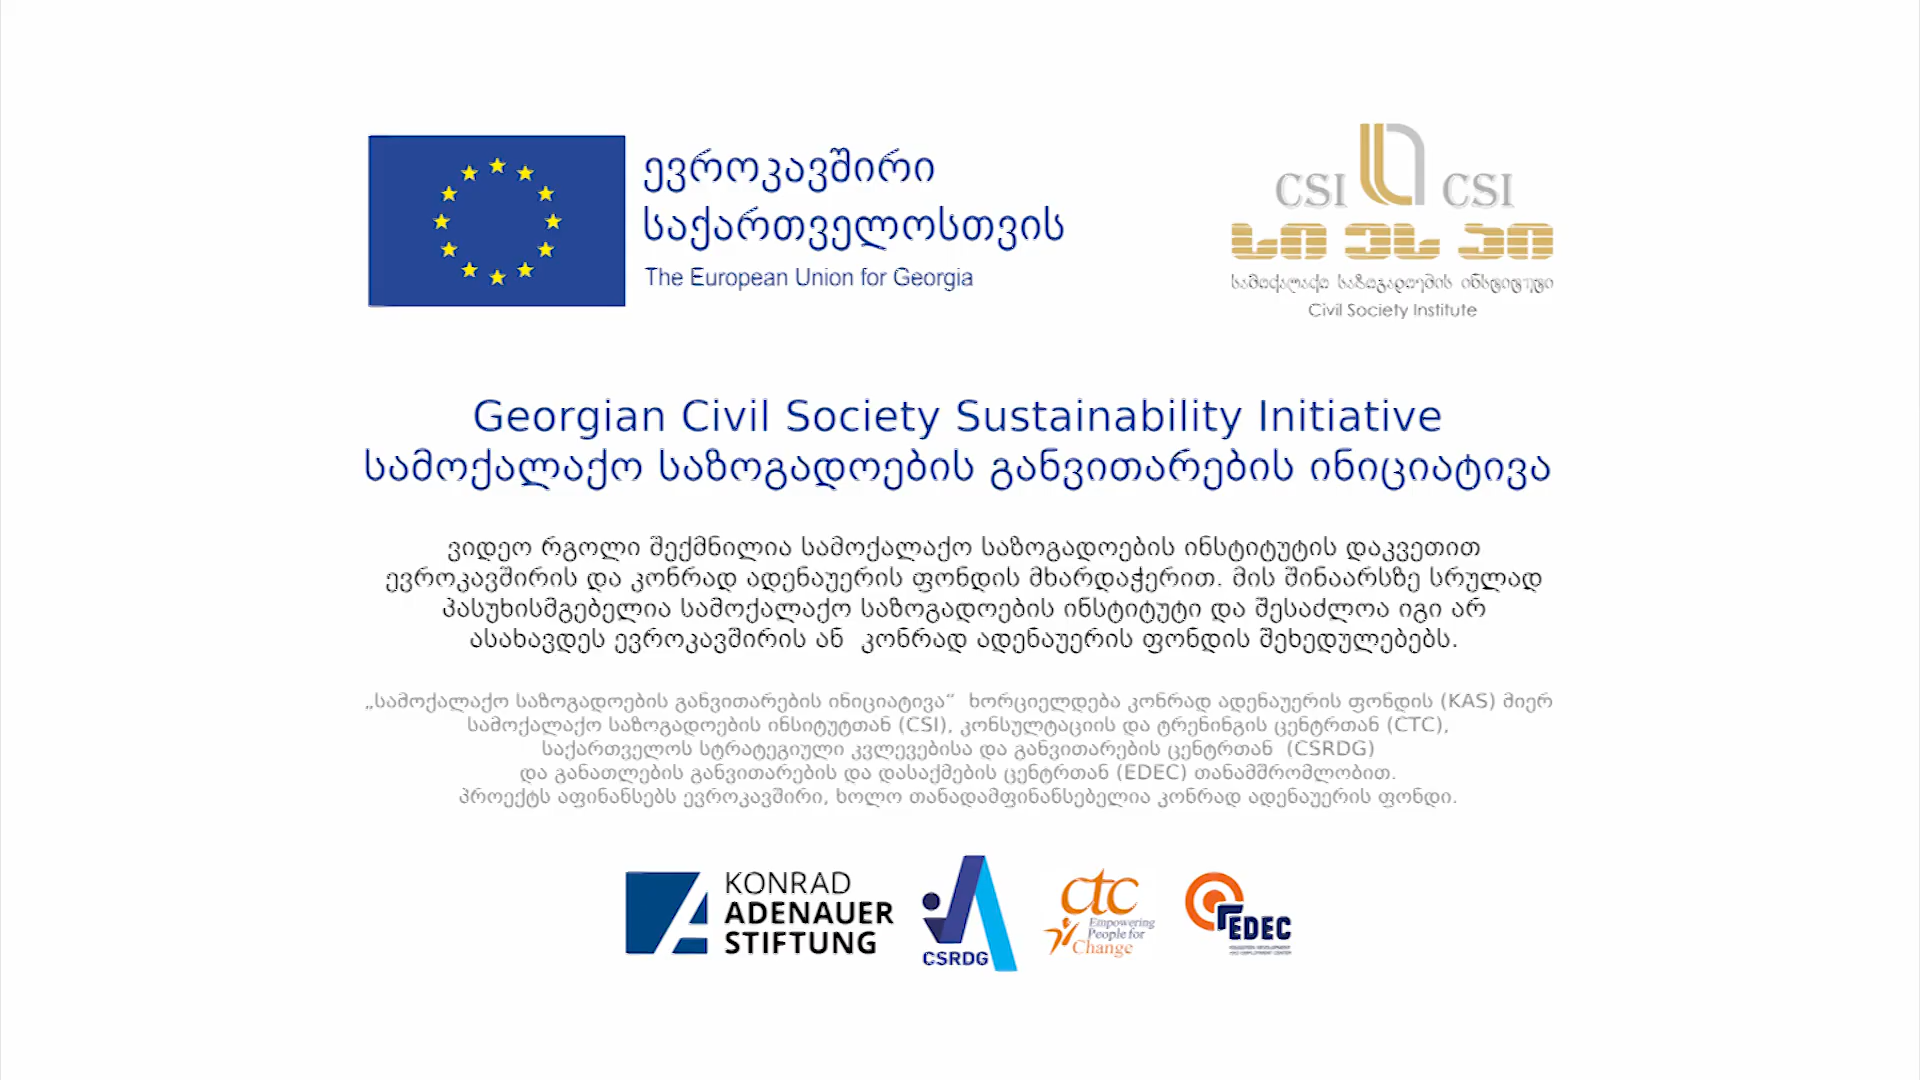 ევროკავშირი
საქართველოსთვის
The European Union for Georgia
CSI CSI
სი ეს აი
სამოქალაქო საზოგადოების ინსტიტუტი
Civil Society Institute
Georgian Civil Society Sustainability Initiative
სამოქალაქო საზოგადოების განვითარების ინიციატივა
ვიდეო რგოლი შექმნილია სამოქალაქო საზოგადოების ინსტიტუტის დაკვეთით
ევროკავშირის და კონრად ადენაუერის ფონდის მხარდაჭერით. მის შინაარსზე სრულად
პასუხისმგებელია სამოქალაქო საზოგადოების ინსტიტუტი და შესაძლოა იგი არ
ასახავდეს ევროკავშირის ან კონრად ადენაუერის ფონდის შეხედულებებს.
„სამოქალაქო საზოგადოების განვითარების ინიციატივა“ ხორციელდება კონრად ადენაუერის ფონდის (KAS) მიერ
სამოქალაქო საზოგადოების ინსიტუტთან (CSI), კონსულტაციის და ტრენინგის ცენტრთან (CTC),
საქართველოს სტრატეგიული კვლევებისა და განვითარების ცენტრთან (CSRDG)
და განათლების განვითარების და დასაქმების ცენტრთან (EDEC) თანამშრომლობით.
პროექტს აფინანსებს ევროკავშირი, ხოლო თანადამფინანსებელია კონრად ადენაუერის ფონდი.
KONRAD
ADENAUER
STIFTUNG
CSRDG
ctc
Empowering
People for
Change
EDEC
EDUCATION DEVELOPMENT
AND EMPLOYMENT CENTER